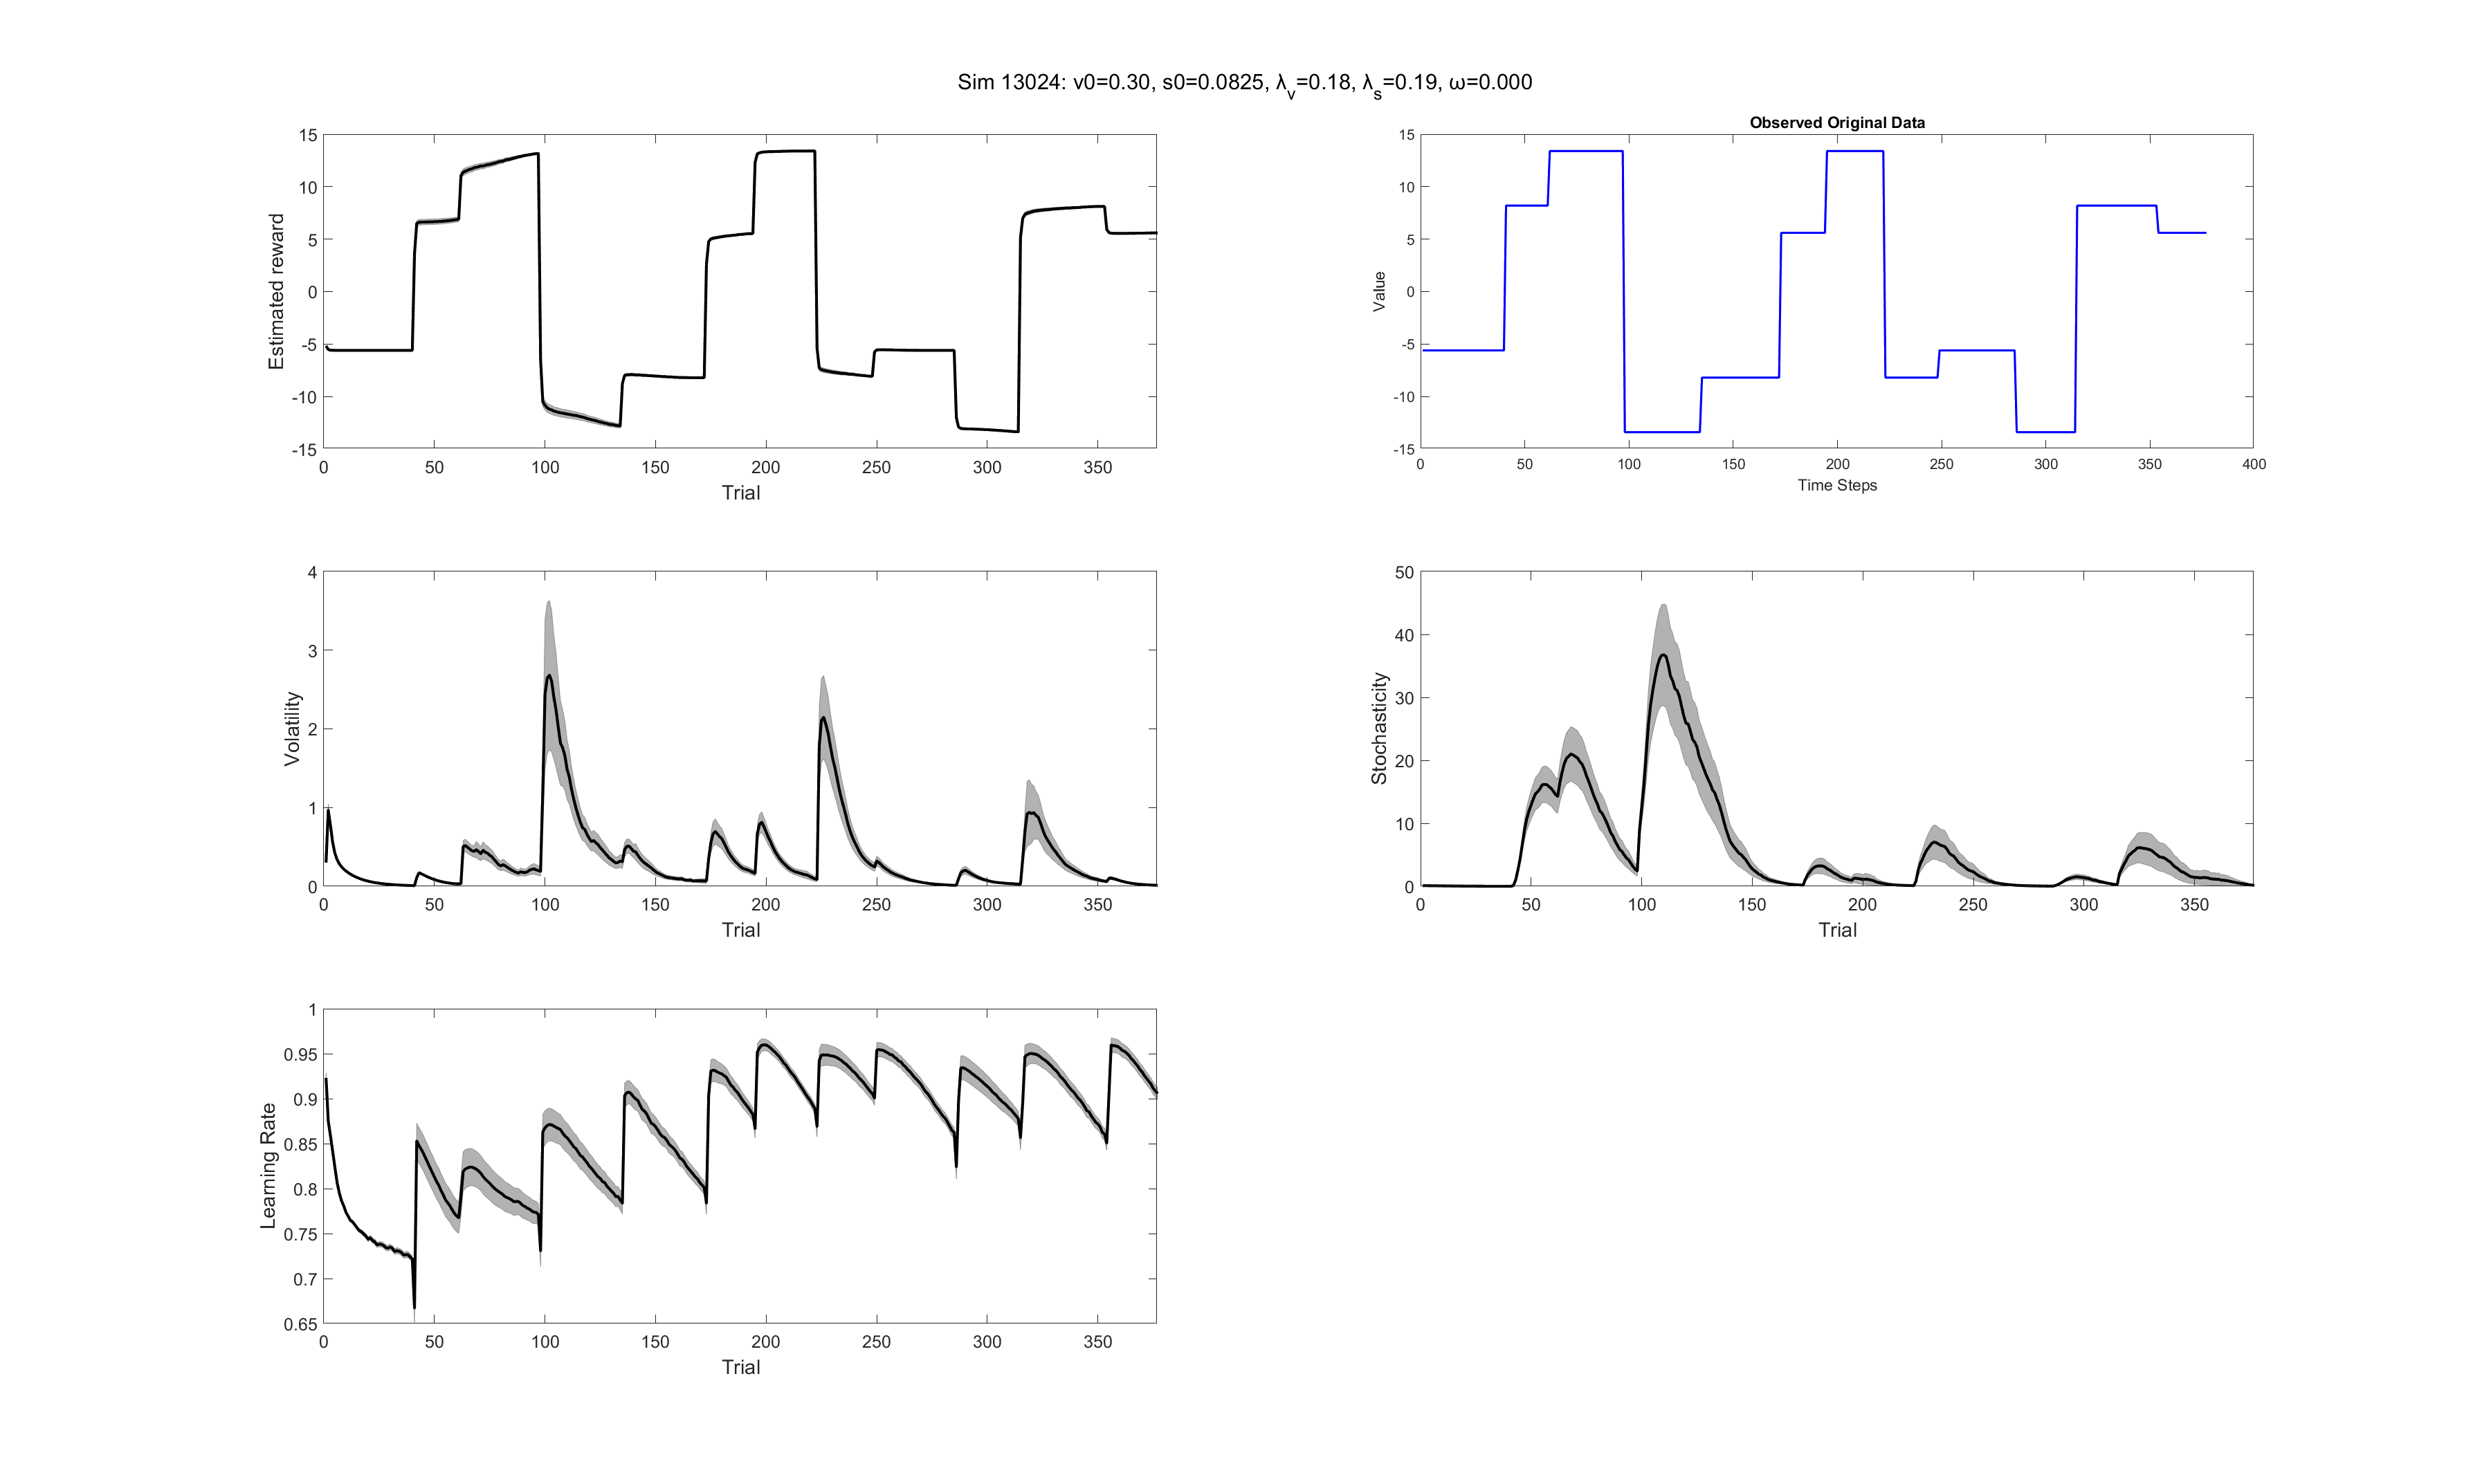 Sim 13024: v0=0.30, s0=0.0825, λv=0.18, λs=0.19, ω=0.000
Estimated reward
15
10
5
0
-5
-10
-15
0 50 100 150 200 250 300 350
Trial
Observed Original Data
Value
15
10
5
0
-5
-10
-15
0 50 100 150 200 250 300 350 400
Time Steps
Volatility
4
3
2
1
0
0 50 100 150 200 250 300 350
Trial
Stochasticity
50
40
30
20
10
0
0 50 100 150 200 250 300 350
Trial
Learning Rate
1
0.95
0.9
0.85
0.8
0.75
0.7
0.65
0 50 100 150 200 250 300 350
Trial